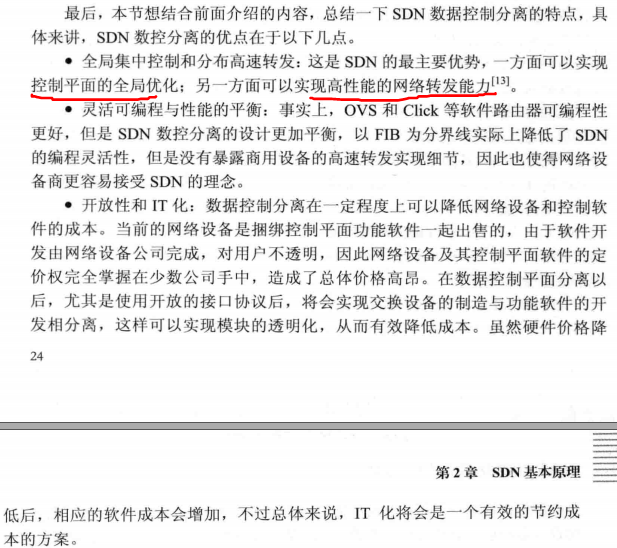 最后，本节想结合前面介绍的内容，总结一下 SDN 数据控制分离的特点，具
体来讲，SDN 数控分离的优点在于以下几点。
● 全局集中控制和分布高速转发：这是 SDN 的最主要优势，一方面可以实现
控制平面的全局优化；另一方面可以实现高性能的网络转发能力[13]。
● 灵活可编程与性能的平衡：事实上，OVS 和 Click 等软件路由器可编程性
更好，但是 SDN 数控分离的设计更加平衡，以 FIB 为分界线实际上降低了 SDN
的编程灵活性，但是没有暴露商用设备的高速转发实现细节，因此也使得网络设
备商更容易接受 SDN 的理念。
● 开放性和 IT 化：数据控制分离在一定程度上可以降低网络设备和控制软
件的成本。当前的网络设备是捆绑控制平面功能软件一起出售的，由于软件开
发由网络设备公司完成，对用户不透明，因此网络设备及其控制平面软件的定
价权完全掌握在少数公司手中，造成了总体价格高昂。在数据控制平面分离以
后，尤其是使用开放的接口协议后，将会实现交换设备的制造与功能软件的开
发相分离，这样可以实现模块的透明化，从而有效降低成本。虽然硬件价格降
24
第 2 章 SDN 基本原理
低后，相应的软件成本会增加，不过总体来说，IT 化将会是一个有效的节约成
本的方案。